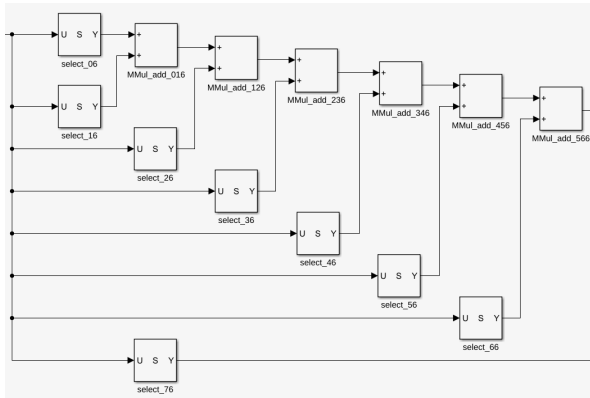 U S Y
select_06
+
+
MMul_add_016
+
+
MMul_add_126
+
+
MMul_add_236
+
+
MMul_add_346
+
+
MMul_add_456
+
+
MMul_add_566
U S Y
select_16
U S Y
select_26
U S Y
select_36
U S Y
select_46
U S Y
select_56
U S Y
select_66
U S Y
select_76